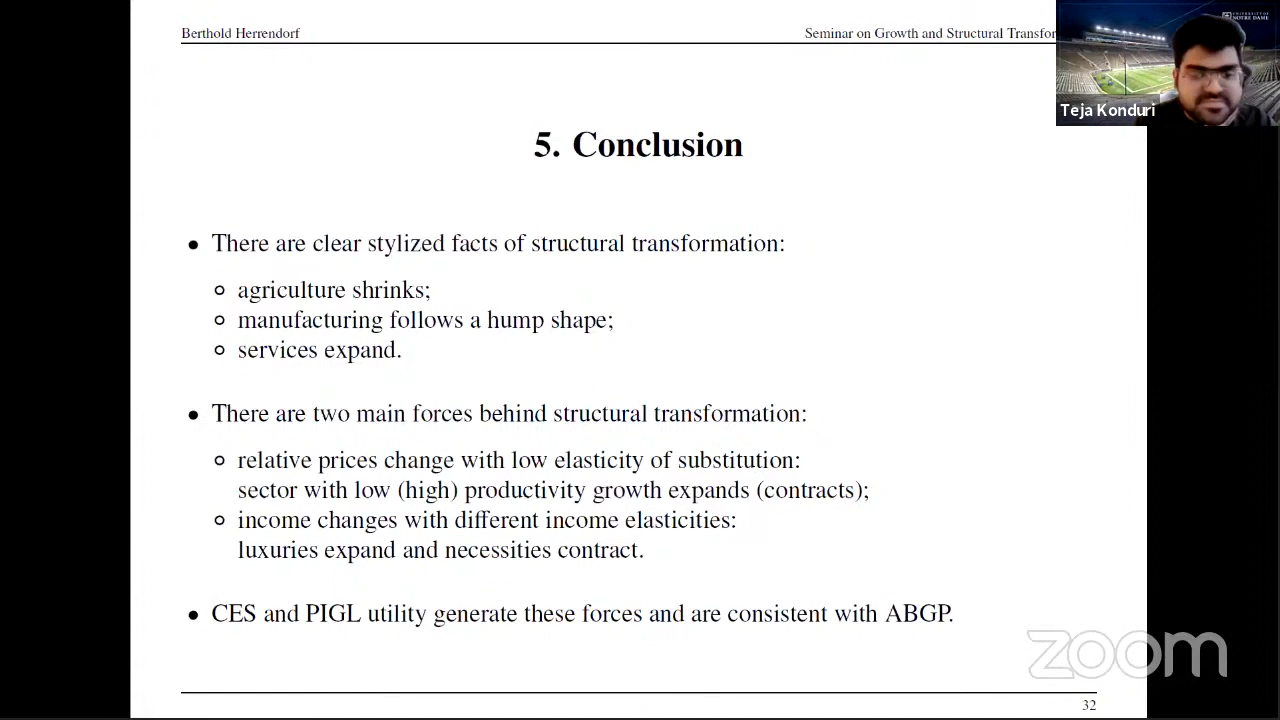 Berthold Herrendorf
Seminar on Growth and Structural Transfor
UNIVERSITY OF
NOTRE DAME
Teja Konduri
5. Conclusion
• There are clear stylized facts of structural transformation:
agriculture shrinks;
manufacturing follows a hump shape;
services expand.
• There are two main forces behind structural transformation:
relative prices change with low elasticity of substitution:
sector with low (high) productivity growth expands (contracts);
income changes with different income elasticities:
luxuries expand and necessities contract.
• CES and PIGL utility generate these forces and are consistent with ABGP.
zoom
32